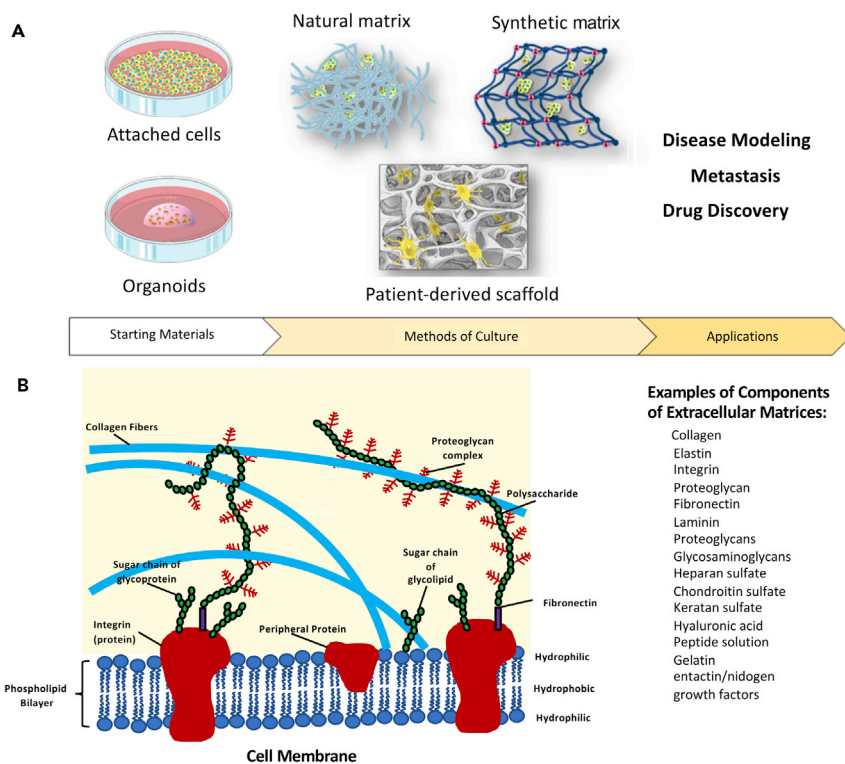 A
Natural matrix
Synthetic matrix
Attached cells
Disease Modeling
Metastasis
Drug Discovery
Organoids
Patient-derived scaffold
Starting Materials
Methods of Culture
Applications
B
Collagen Fibers
Proteoglycan
complex
Polysaccharide
Sugar chain of
glycoprotein
Sugar chain
of
glycolipid
Fibronectin
Integrin
(protein)
Peripheral Protein
Hydrophilic
Phospholipid
Bilayer
Hydrophobic
Hydrophilic
Cell Membrane
Examples of Components
of Extracellular Matrices:
Collagen
Elastin
Integrin
Proteoglycan
Fibronectin
Laminin
Proteoglycans
Glycosaminoglycans
Heparan sulfate
Chondroitin sulfate
Keratan sulfate
Hyaluronic acid
Peptide solution
Gelatin
entactin/nidogen
growth factors